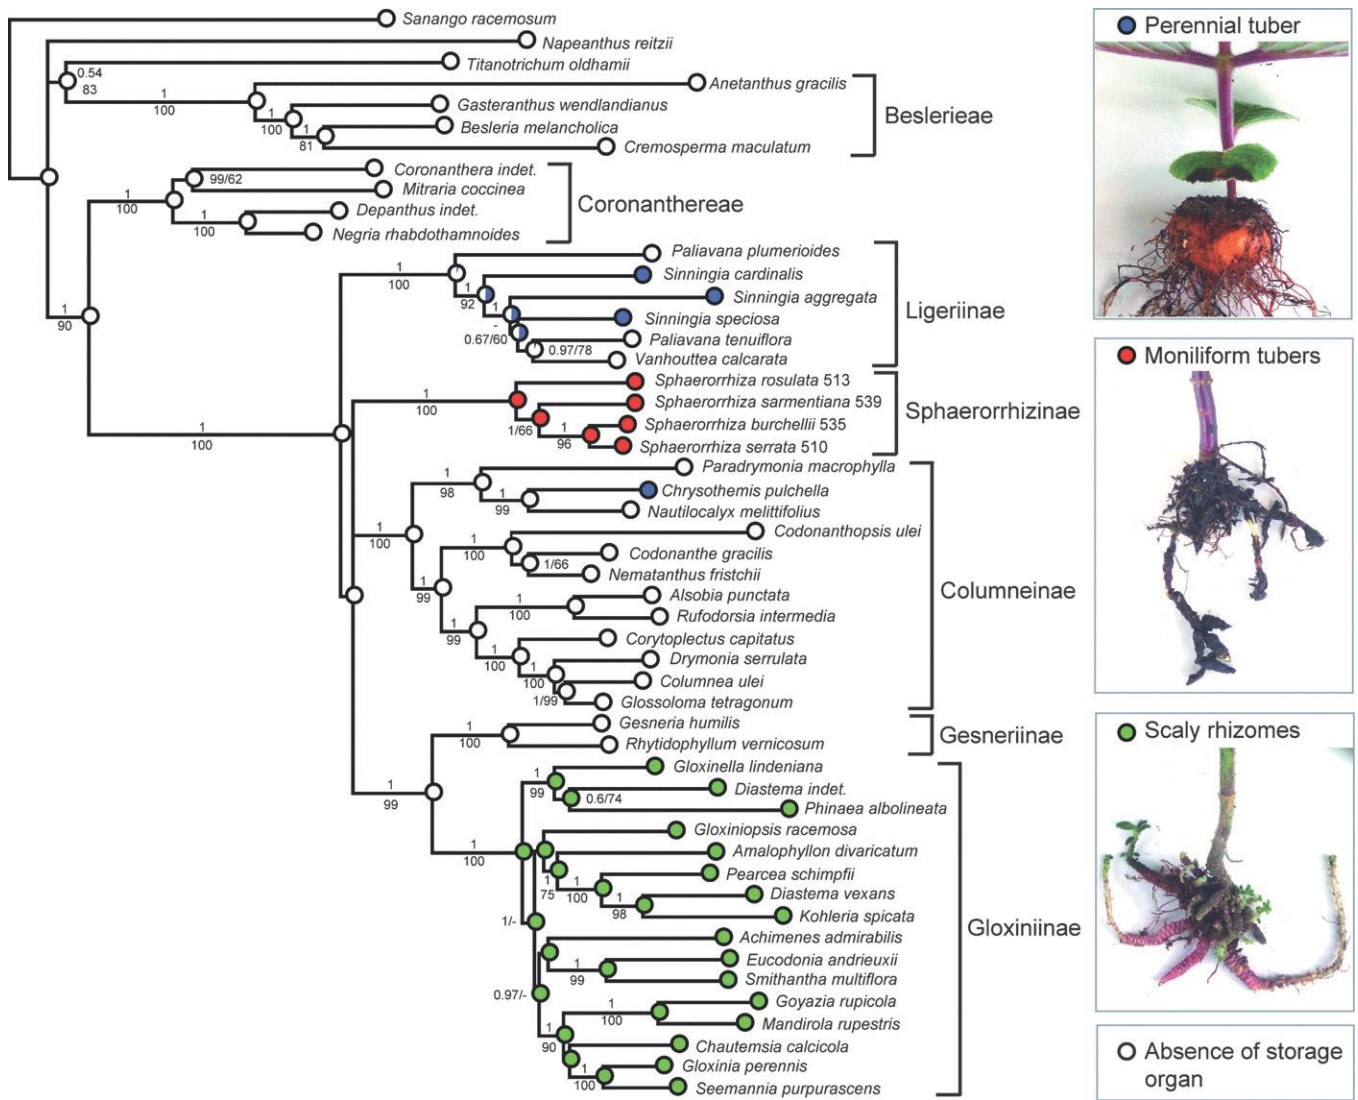 Sanango racemosum
Napeanthus reitzii
Titanotrichum oldhamii
0.54
83
Anetanthus gracilis
1
100
Gasteranthus wendlandianus
1
100
Besleria melancholica
1
81
Cremosperma maculatum
Beslerieae
Coronanthera indet.
99/62
Mitraria coccinea
1
100
Depanthus indet.
1
100
Negria rhabdothamnoides
Coronanthereae
1
90
Paliavana plumerioides
1
100
Sinningia cardinalis
1
92
Sinningia aggregata
1
-
Sinningia speciosa
0.67/60
Paliavana tenuiflora
0.97/78
Vanhouttea calcarata
Ligeriinae
1
100
Sphaerorrhiza rosulata 513
1
100
Sphaerorrhiza sarmentiana 539
1/66
Sphaerorrhiza burchellii 535
1
96
Sphaerorrhiza serrata 510
Sphaerorrhizinae
Paradrymonia macrophylla
1
98
Chrysothemis pulchella
1
99
Nautilocalyx melittifolius
1
100
Codonanthopsis ulei
1
100
Codonanthe gracilis
1/66
Nematanthus fristchii
1
99
Alsobia punctata
1
100
Rufodorsia intermedia
1
99
Corytoplectus capitatus
1
100
Drymonia serrulata
1
100
Columnea ulei
1/99
Glossoloma tetragonum
Columneinae
Gesneria humilis
1
100
Rhytidophyllum vernicosum
Gesneriinae
1
99
Gloxinella lindeniana
1
99
Diastema indet.
0.6/74
Phinaea albolineata
1
100
Gloxiniopsis racemosa
Amalophyllon divaricatum
1
75
Pearcea schimpfii
1
100
Diastema vexans
1
98
Kohleria spicata
1/-
Achimenes admirabilis
Eucodonia andrieuxii
1
99
Smithantha multiflora
0.97/-
Goyazia rupicola
1
100
Mandirola rupestris
1
90
Chautemsia calcicola
Gloxinia perennis
1
100
Seemannia purpurascens
Gloxiniinae
Perennial tuber
Moniliform tubers
Scaly rhizomes
Absence of storage
organ